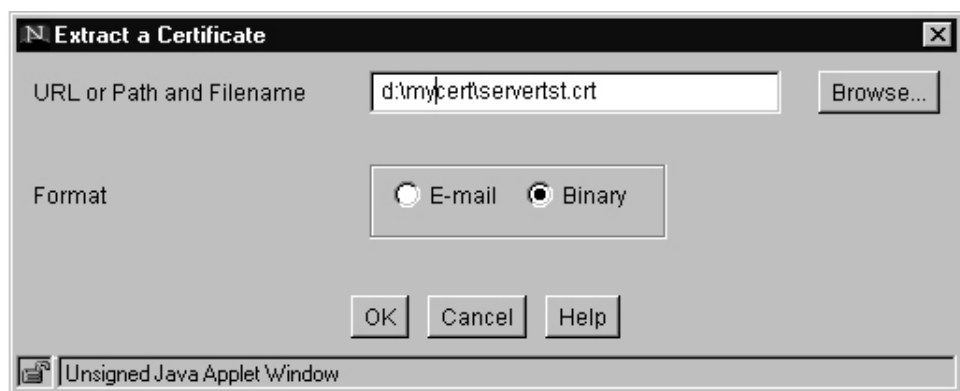 N Extract a Certificate
URL or Path and Filename d:\mycert\servertst.crt Browse...
Format E-mail Binary
OK Cancel Help
Unsigned Java Applet Window